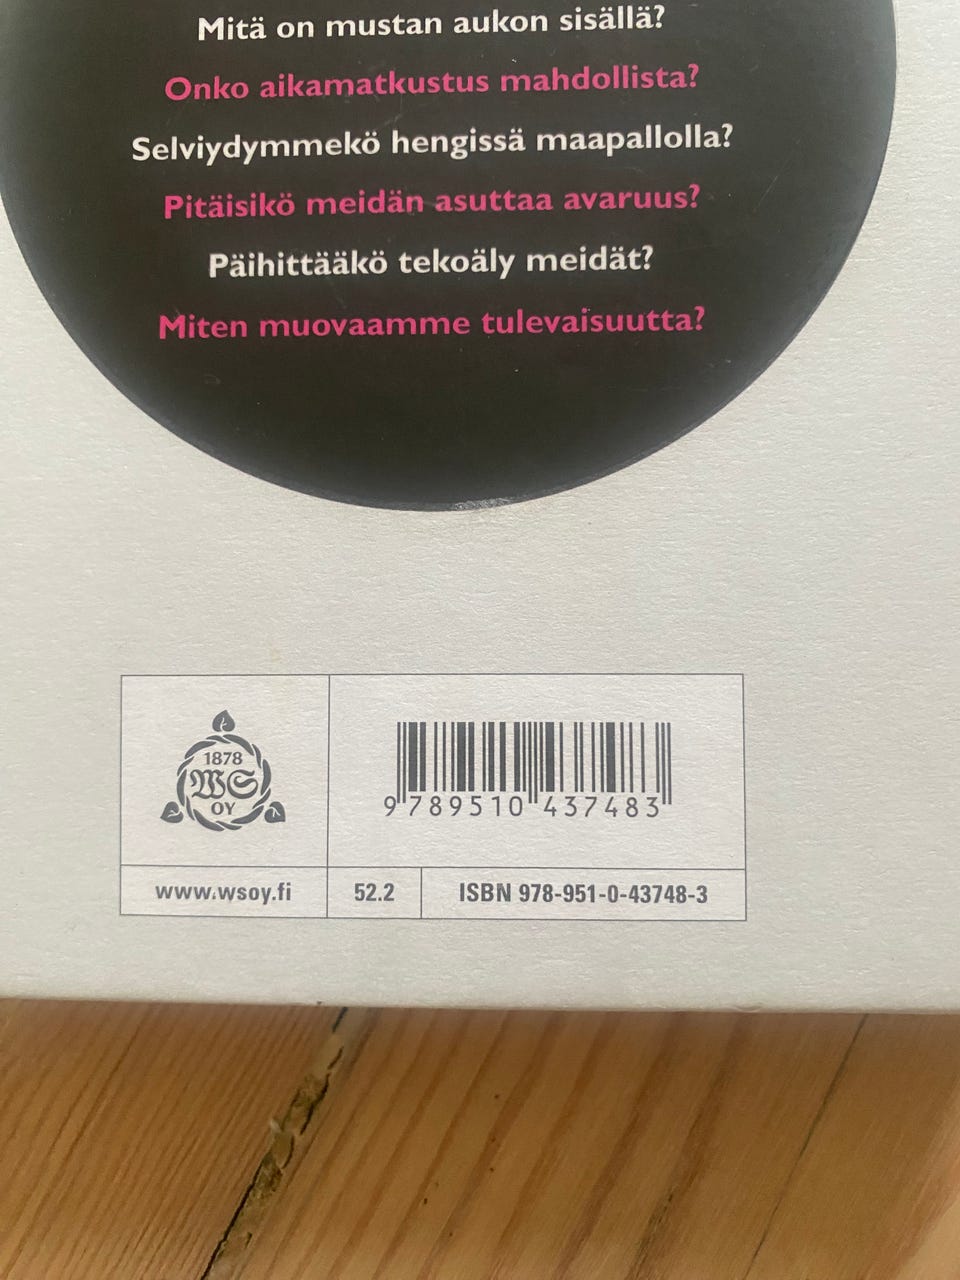 Mitä on mustan aukon sisällä?
Onko aikamatkustus mahdollista?
Selviydymmekö hengissä maapallolla?
Pitäisikö meidän asuttaa avaruus?
Päihittääkö tekoäly meidät?
Miten muovaamme tulevaisuutta?
1878
WS
OY
9 789510 437483
www.wsoy.fi
52.2
ISBN 978-951-0-43748-3